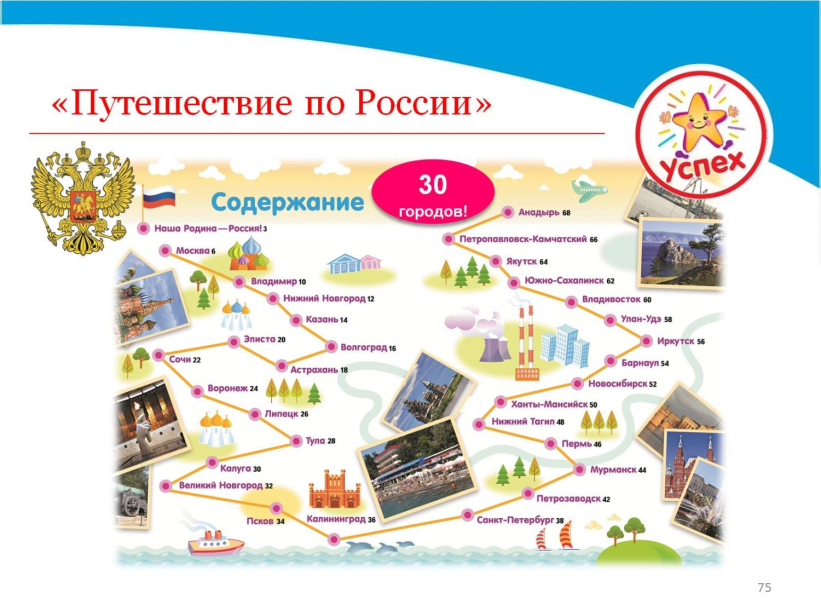 «Путешествие по России»
Успех
Содержание
30
городов!
Наша Родина — Россия! 3
Москва 6
Владимир 10
Нижний Новгород 12
Казань 14
Волгоград 16
Астрахань 18
Элиста 20
Сочи 22
Воронеж 24
Липецк 26
Тула 28
Калуга 30
Великий Новгород 32
Псков 34
Калининград 36
Санкт-Петербург 38
Петрозаводск 42
Мурманск 44
Пермь 46
Нижний Тагил 48
Ханты-Мансийск 50
Новосибирск 52
Барнаул 54
Иркутск 56
Улан-Удэ 58
Владивосток 60
Южно-Сахалинск 62
Якутск 64
Петропавловск-Камчатский 66
Анадырь 68
75